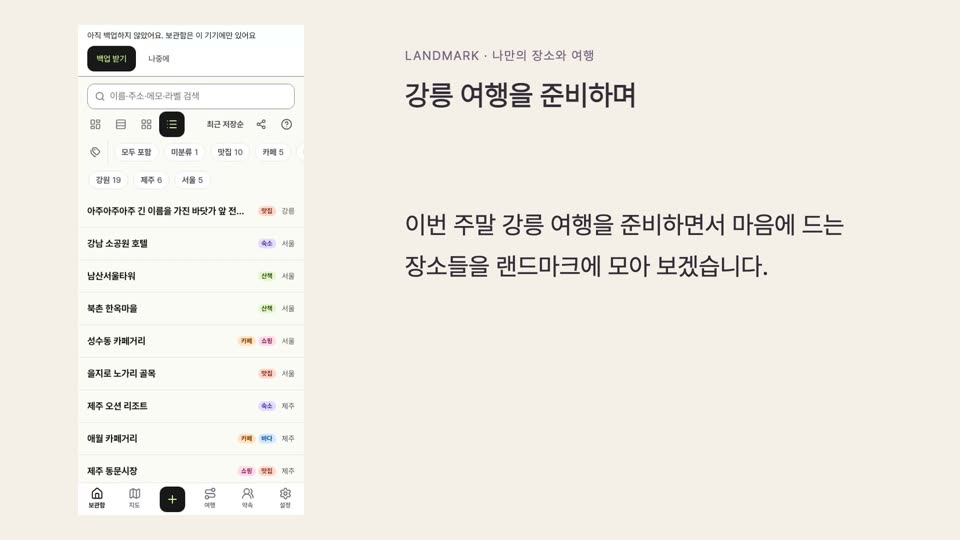 아직 백업하지 않았어요. 보관함은 이 기기에만 있어요
백업 받기 나중에
이름·주소·메모·라벨 검색
최근 저장순
모두 포함 미분류 1 맛집 10 카페 5
강원 19 제주 6 서울 5
아주아주아주 긴 이름을 가진 바닷가 앞 전... 맛집 강릉
강남 소공원 호텔 숙소 서울
남산서울타워 산책 서울
북촌 한옥마을 산책 서울
성수동 카페거리 카페 쇼핑 서울
을지로 노가리 골목 맛집 서울
제주 오션 리조트 숙소 제주
애월 카페거리 카페 바다 제주
제주 동문시장 쇼핑 맛집 제주
보관함 지도 여행 약속 설정
LANDMARK · 나만의 장소와 여행
강릉 여행을 준비하며
이번 주말 강릉 여행을 준비하면서 마음에 드는
장소들을 랜드마크에 모아 보겠습니다.